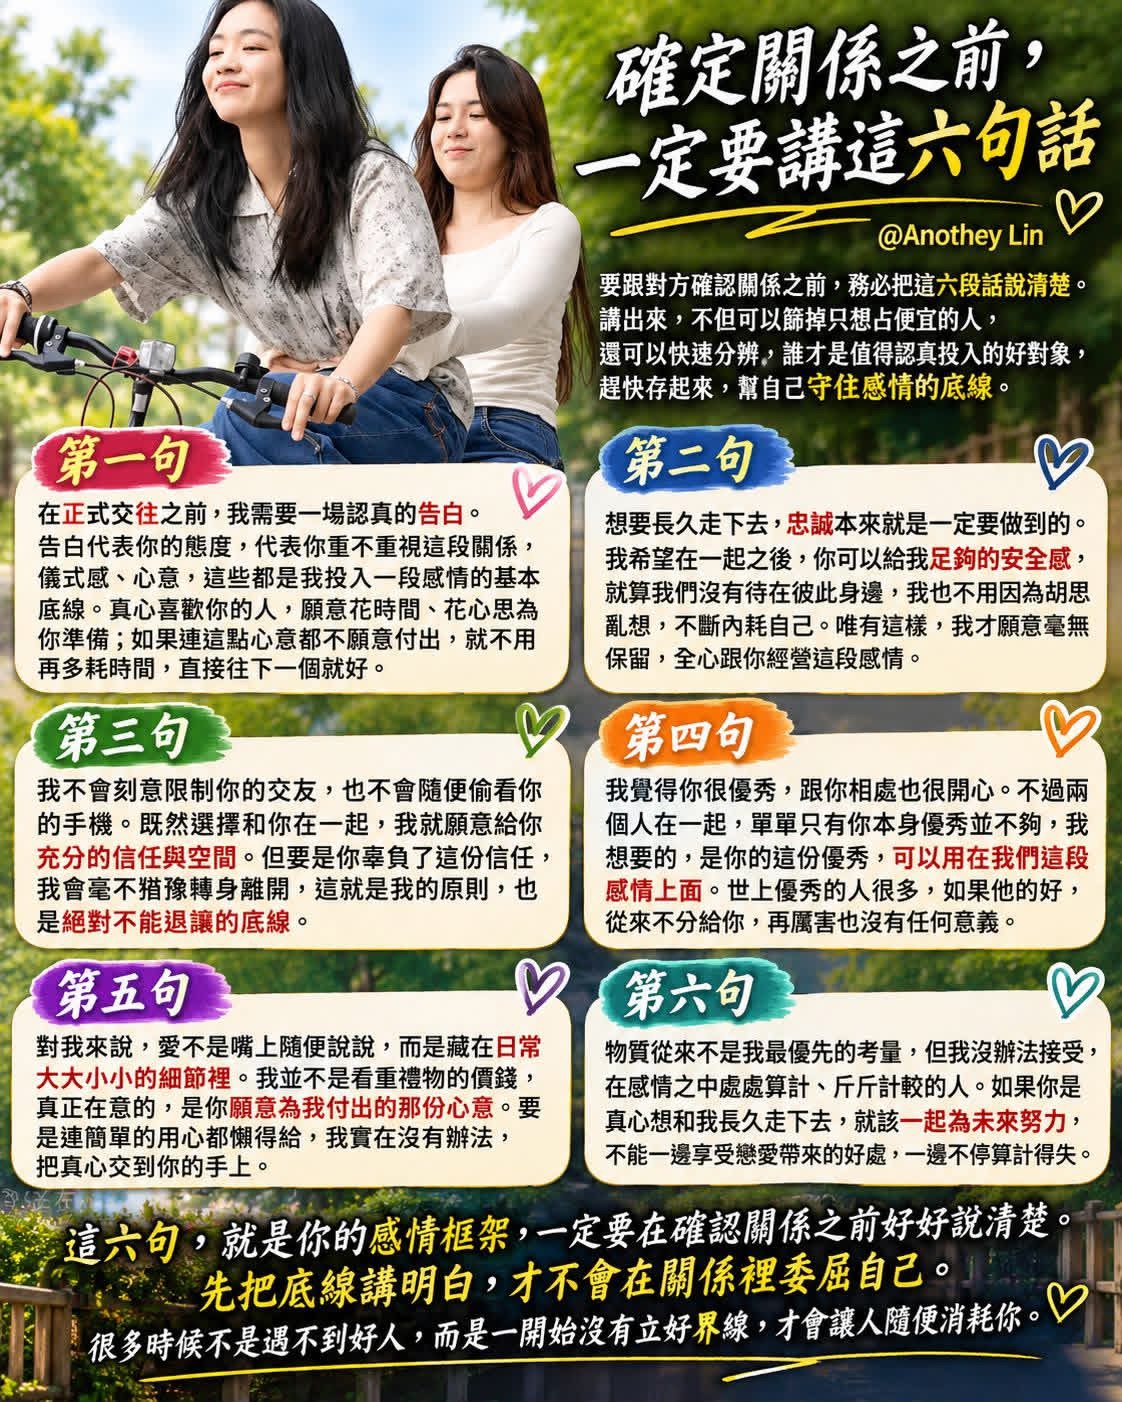 確定關係之前，
一定要講這六句話
@Anothey Lin
要跟對方確認關係之前，務必把這六段話說清楚。
講出來，不但可以篩掉只想占便宜的人，
還可以快速分辨，誰才是值得認真投入的好對象，
趕快存起來，幫自己守住感情的底線。
第一句
在正式交往之前，我需要一場認真的告白。
告白代表你的態度，代表你重不重視這段關係，
儀式感、心意，這些都是我投入一段感情的基本
底線。真心喜歡你的人，願意花時間、花心思為
你準備；如果連這點心意都不願意付出，就不用
再多耗時間，直接往下一個就好。
第二句
想要長久走下去，忠誠本來就是一定要做到的。
我希望在一起之後，你可以給我足夠的安全感，
就算我們沒有待在彼此身邊，我也不用因為胡思
亂想，不斷內耗自己。唯有這樣，我才願意毫無
保留，全心跟你經營這段感情。
第三句
我不會刻意限制你的交友，也不會隨便偷看你
的手機。既然選擇和你在一起，我就願意給你
充分的信任與空間。但要是你辜負了這份信任，
我會毫不猶豫轉身離開，這就是我的原則，也
是絕對不能退讓的底線。
第四句
我覺得你很優秀，跟你相處也很開心。不過兩
個人在一起，單單只有你本身優秀並不夠，我
想要的，是你的這份優秀，可以用在我們這段
感情上面。世上優秀的人很多，如果他的好，
從來不分給你，再厲害也沒有任何意義。
第五句
對我來說，愛不是嘴上隨便說說，而是藏在日常
大大小小的細節裡。我並不是看重禮物的價錢，
真正在意的，是你願意為我付出的那份心意。要
是連簡單的用心都懶得給，我實在沒有辦法，
把真心交到你的手上。
第六句
物質從來不是我最優先的考量，但我沒辦法接受，
在感情之中處處算計、斤斤計較的人。如果你是
真心想和我長久走下去，就該一起為未來努力，
不能一邊享受戀愛帶來的好處，一邊不停算計得失。
這六句，就是你的感情框架，一定要在確認關係之前好好說清楚。
先把底線講明白，才不會在關係裡委屈自己。
很多時候不是遇不到好人，而是一開始沒有立好界線，才會讓人隨便消耗你。